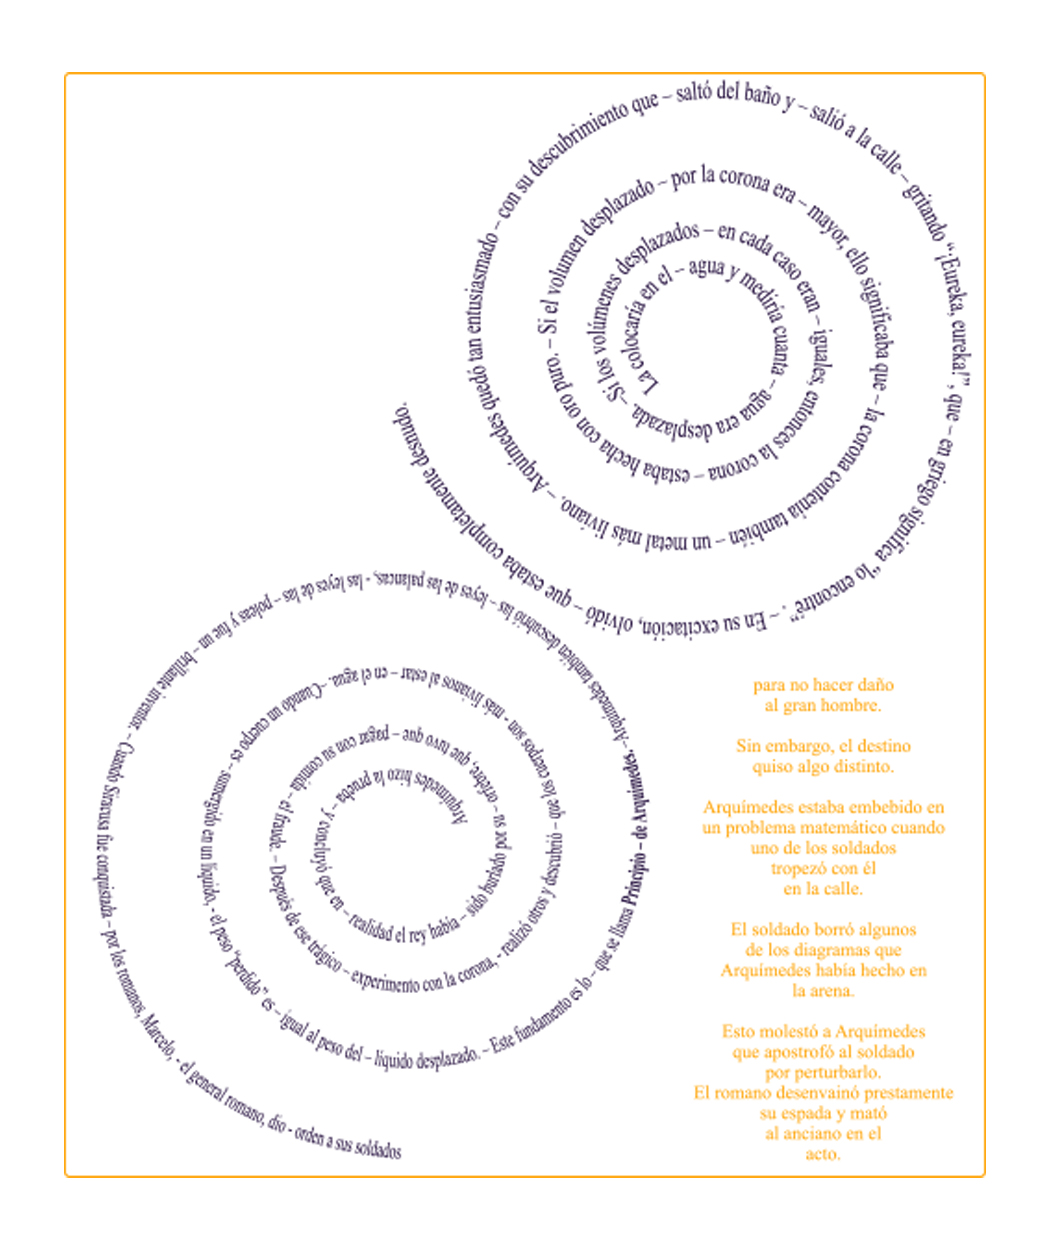 La colocaría en el – agua y mediría cuanta – agua era desplazada. –Si los volúmenes desplazados – en cada caso eran – iguales, entonces la corona – estaba hecha con oro puro. – Si el volumen desplazado – por la corona era – mayor, ello significaba que – la corona contenía también – un metal más liviano. – Arquímedes quedó tan entusiasmado – con su descubrimiento que – saltó del baño y – salió a la calle – gritando “¡Eureka, eureka!”, que – en griego significa “lo encontré”. – En su excitación, olvidó – que estaba completamente desnudo.
Arquímedes hizo la prueba – y concluyó que en – realidad el rey había – sido burlado por su – orfebre, que tuvo que – pagar con su comida – el fraude. – Después de ese trágico – experimento con la corona, - realizó otros y descubrió – que los cuerpos son - más livianos al estar – en el agua. –Cuando un cuerpo es – sumergido en un líquido, - el peso “perdido” es – igual al peso del – líquido desplazado. – Este fundamento es lo – que se llama Principio – de Arquímedes. –Arquímedes también descubrió las – leyes de las palancas, - las leyes de las – poleas y fue un – brillante inventor. – Cuando Siracusa fue conquistada – por los romanos, Marcelo, - el general romano, dio - orden a sus soldados
para no hacer daño
al gran hombre.
Sin embargo, el destino
quiso algo distinto.
Arquímedes estaba embebido en
un problema matemático cuando
uno de los soldados
tropezó con él
en la calle.
El soldado borró algunos
de los diagramas que
Arquímedes había hecho en
la arena.
Esto molestó a Arquímedes
que apostrofó al soldado
por perturbarlo.
El romano desenvainó prestamente
su espada y mató
al anciano en el
acto.